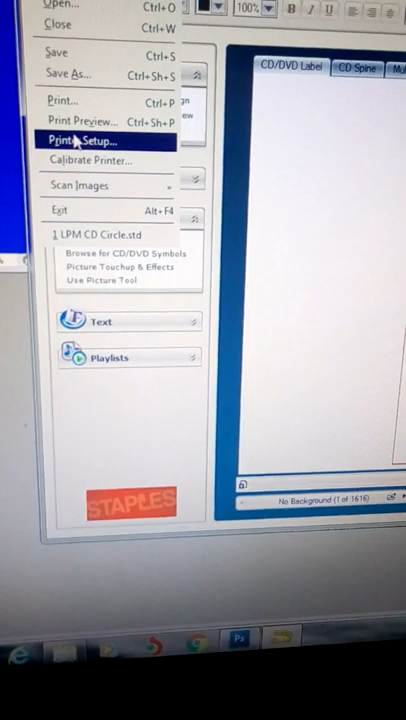 Open... Ctrl+O
Close Ctrl+W
Save Ctrl+S
Save As... Ctrl+Sh+S
Print... Ctrl+P
Print Preview... Ctrl+Sh+P
Print Setup...
Calibrate Printer...
Scan Images
Exit Alt+F4
1 LPM CD Circle.std
100%
B I U
CD/DVD Label
CD Spine
Browse for CD/DVD Symbols
Picture Touchup & Effects
Use Picture Tool
Text
Playlists
STAPLES
No Background (1 of 1616)
Ps